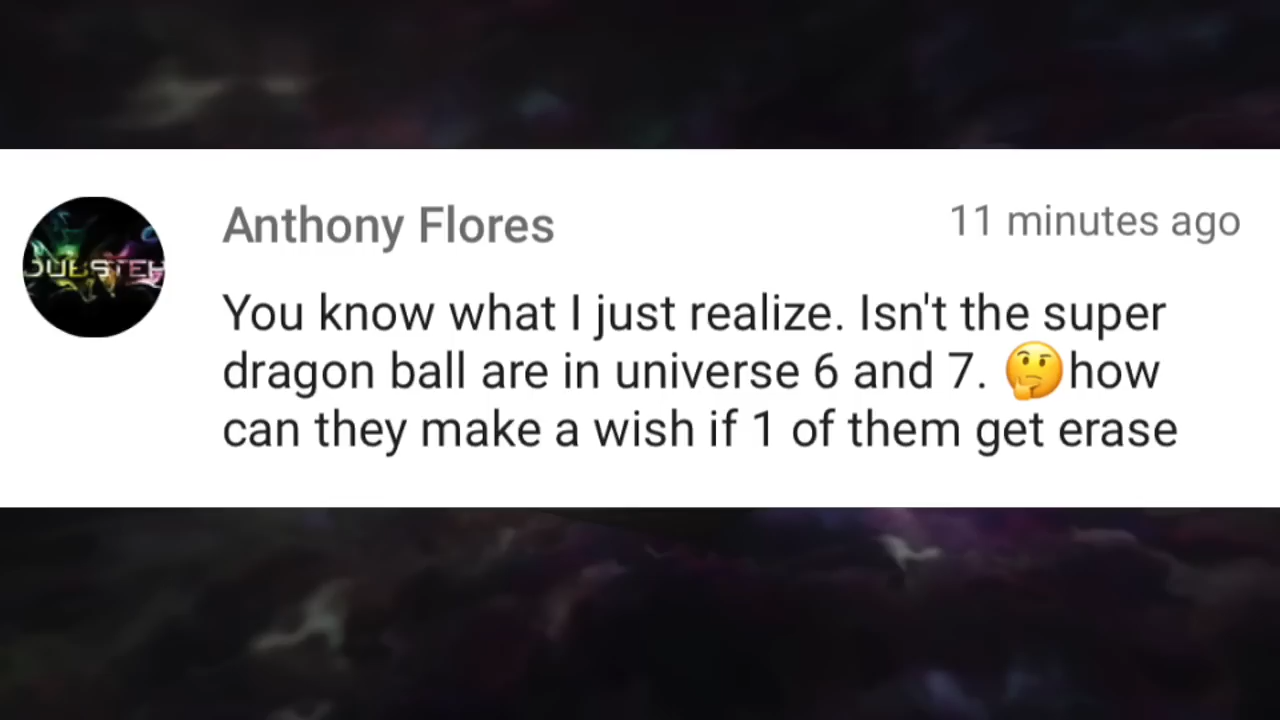 DUBSTEP
Anthony Flores
11 minutes ago
You know what I just realize. Isn't the super
dragon ball are in universe 6 and 7. 🤔how
can they make a wish if 1 of them get erase